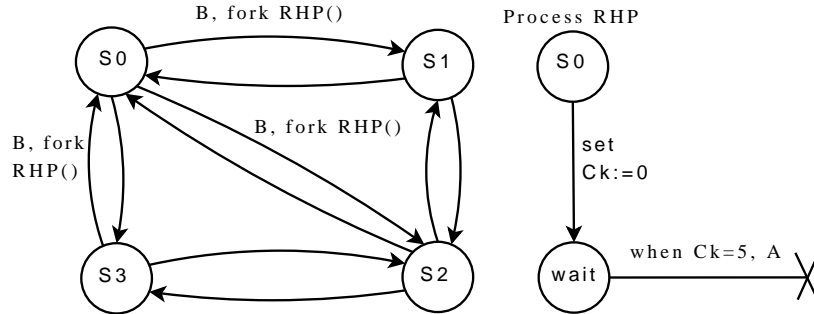 B, fork RHP()
Process RHP
S0
S1
S0
B, fork
RHP()
B, fork RHP()
set
Ck:=0
S3
S2
wait
when Ck=5, A